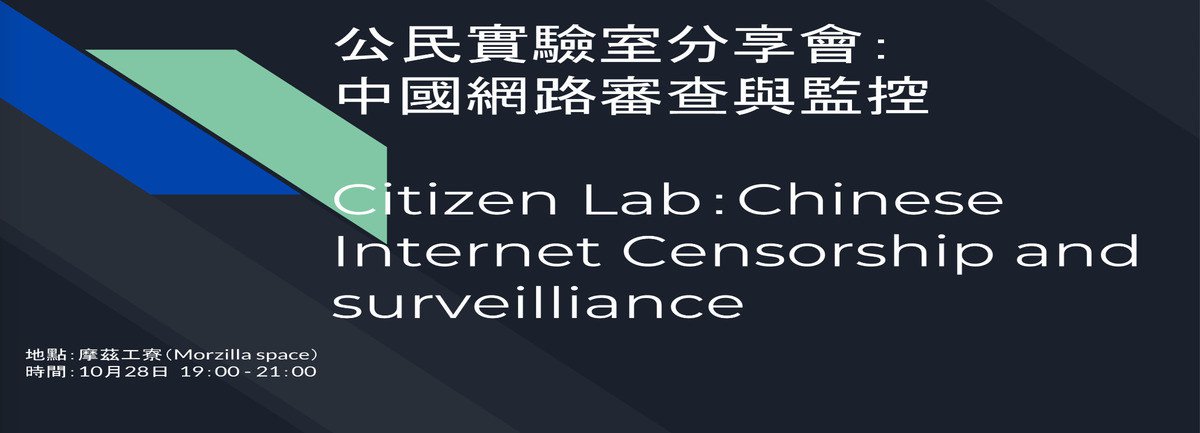 公民實驗室分享會：
中國網路審查與監控
Citizen Lab：Chinese
Internet Censorship and
surveilliance
地點：摩茲工寮（Morzilla space）
時間：10月28日 19：00 - 21：00